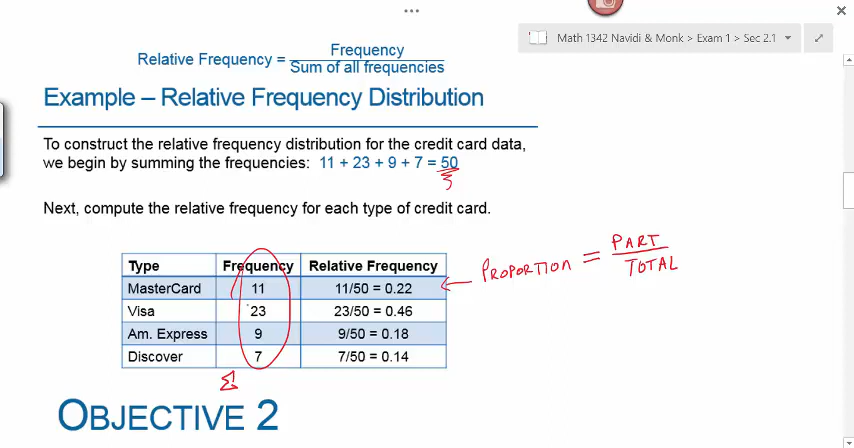 Math 1342 Navidi & Monk > Exam 1 > Sec 2.1
Relative Frequency = Frequency / Sum of all frequencies
Example – Relative Frequency Distribution
To construct the relative frequency distribution for the credit card data,
we begin by summing the frequencies: 11 + 23 + 9 + 7 = 50
Next, compute the relative frequency for each type of credit card.
PROPORTION = PART / TOTAL
Type Frequency Relative Frequency
MasterCard 11 11/50 = 0.22
Visa 23 23/50 = 0.46
Am. Express 9 9/50 = 0.18
Discover 7 7/50 = 0.14
Σ
OBJECTIVE 2